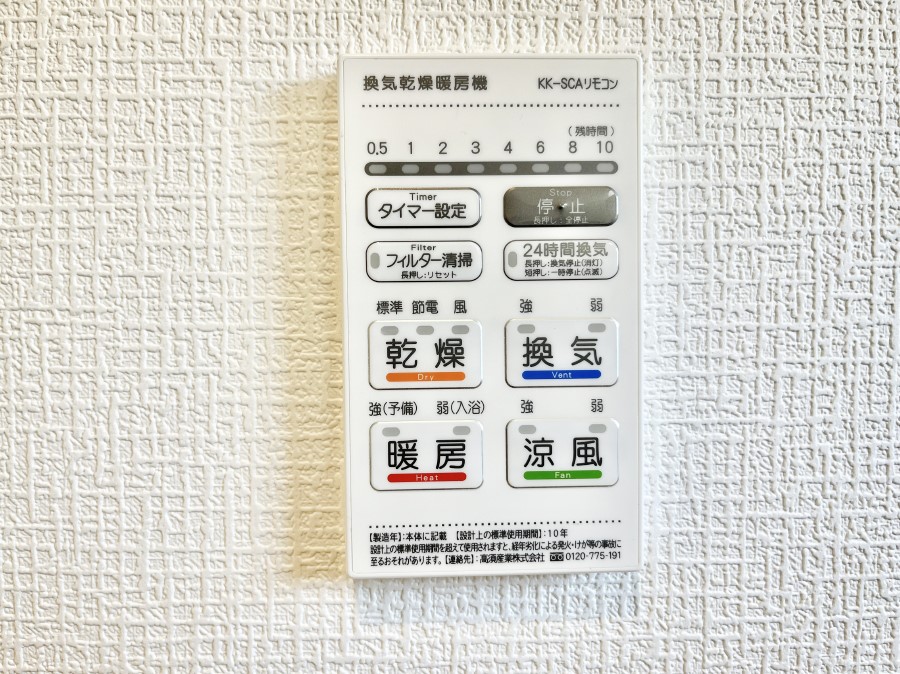 換気乾燥暖房機 KK-SCAリモコン
(残時間)
0.5 1 2 3 4 6 8 10
Timer
タイマー設定
Stop
停止
長押し:全停止
Filter
フィルター清掃
長押し:リセット
24時間換気
長押し:換気停止(消灯)
短押し:一時停止(点滅)
標準 節電 風
乾燥
Dry
強 弱
換気
Vent
強(予備) 弱(入浴)
暖房
Heat
強 弱
涼風
Fan
【製造年】:本体に記載 【設計上の標準使用期間】:10年
設計上の標準使用期間を超えて使用されますと、経年劣化による発火・けが等の事故に
至るおそれがあります。【連絡先】:高須産業株式会社 0120-775-191